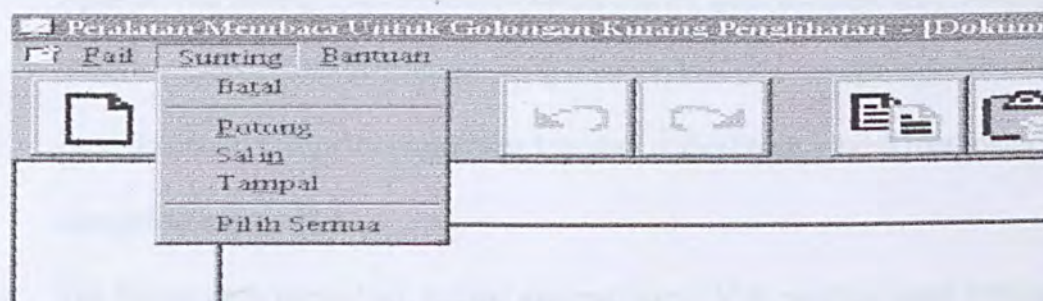 Peralatan Membaca Untuk Golongan Kurang Penglihatan - [Dokum
Fail Sunting Bantuan
Batal
Potong
Salin
Tampal
Pilih Semua